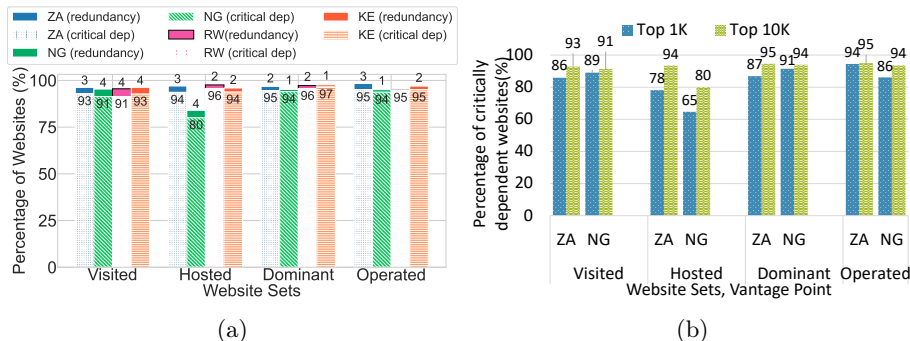 ZA (redundancy) NG (critical dep) KE (redundancy)
ZA (critical dep) RW(redundancy) KE (critical dep)
NG (redundancy) RW (critical dep)
Percentage of Websites (%)
100
75
50
25
0
3 4 4 4 3 4 2 2 2 1 2 1 3 1 2
93 91 91 93 94 80 96 94 95 94 96 97 95 94 95 95
Visited Hosted Dominant Operated
Website Sets
(a)
Top 1K Top 10K
Percentage of critically
dependent websites(%)
100
80
60
40
20
0
86 93 89 91 78 94 65 80 87 95 91 94 94 95 86 94
ZA NG ZA NG ZA NG ZA NG
Visited Hosted Dominant Operated
Website Sets, Vantage Point
(b)